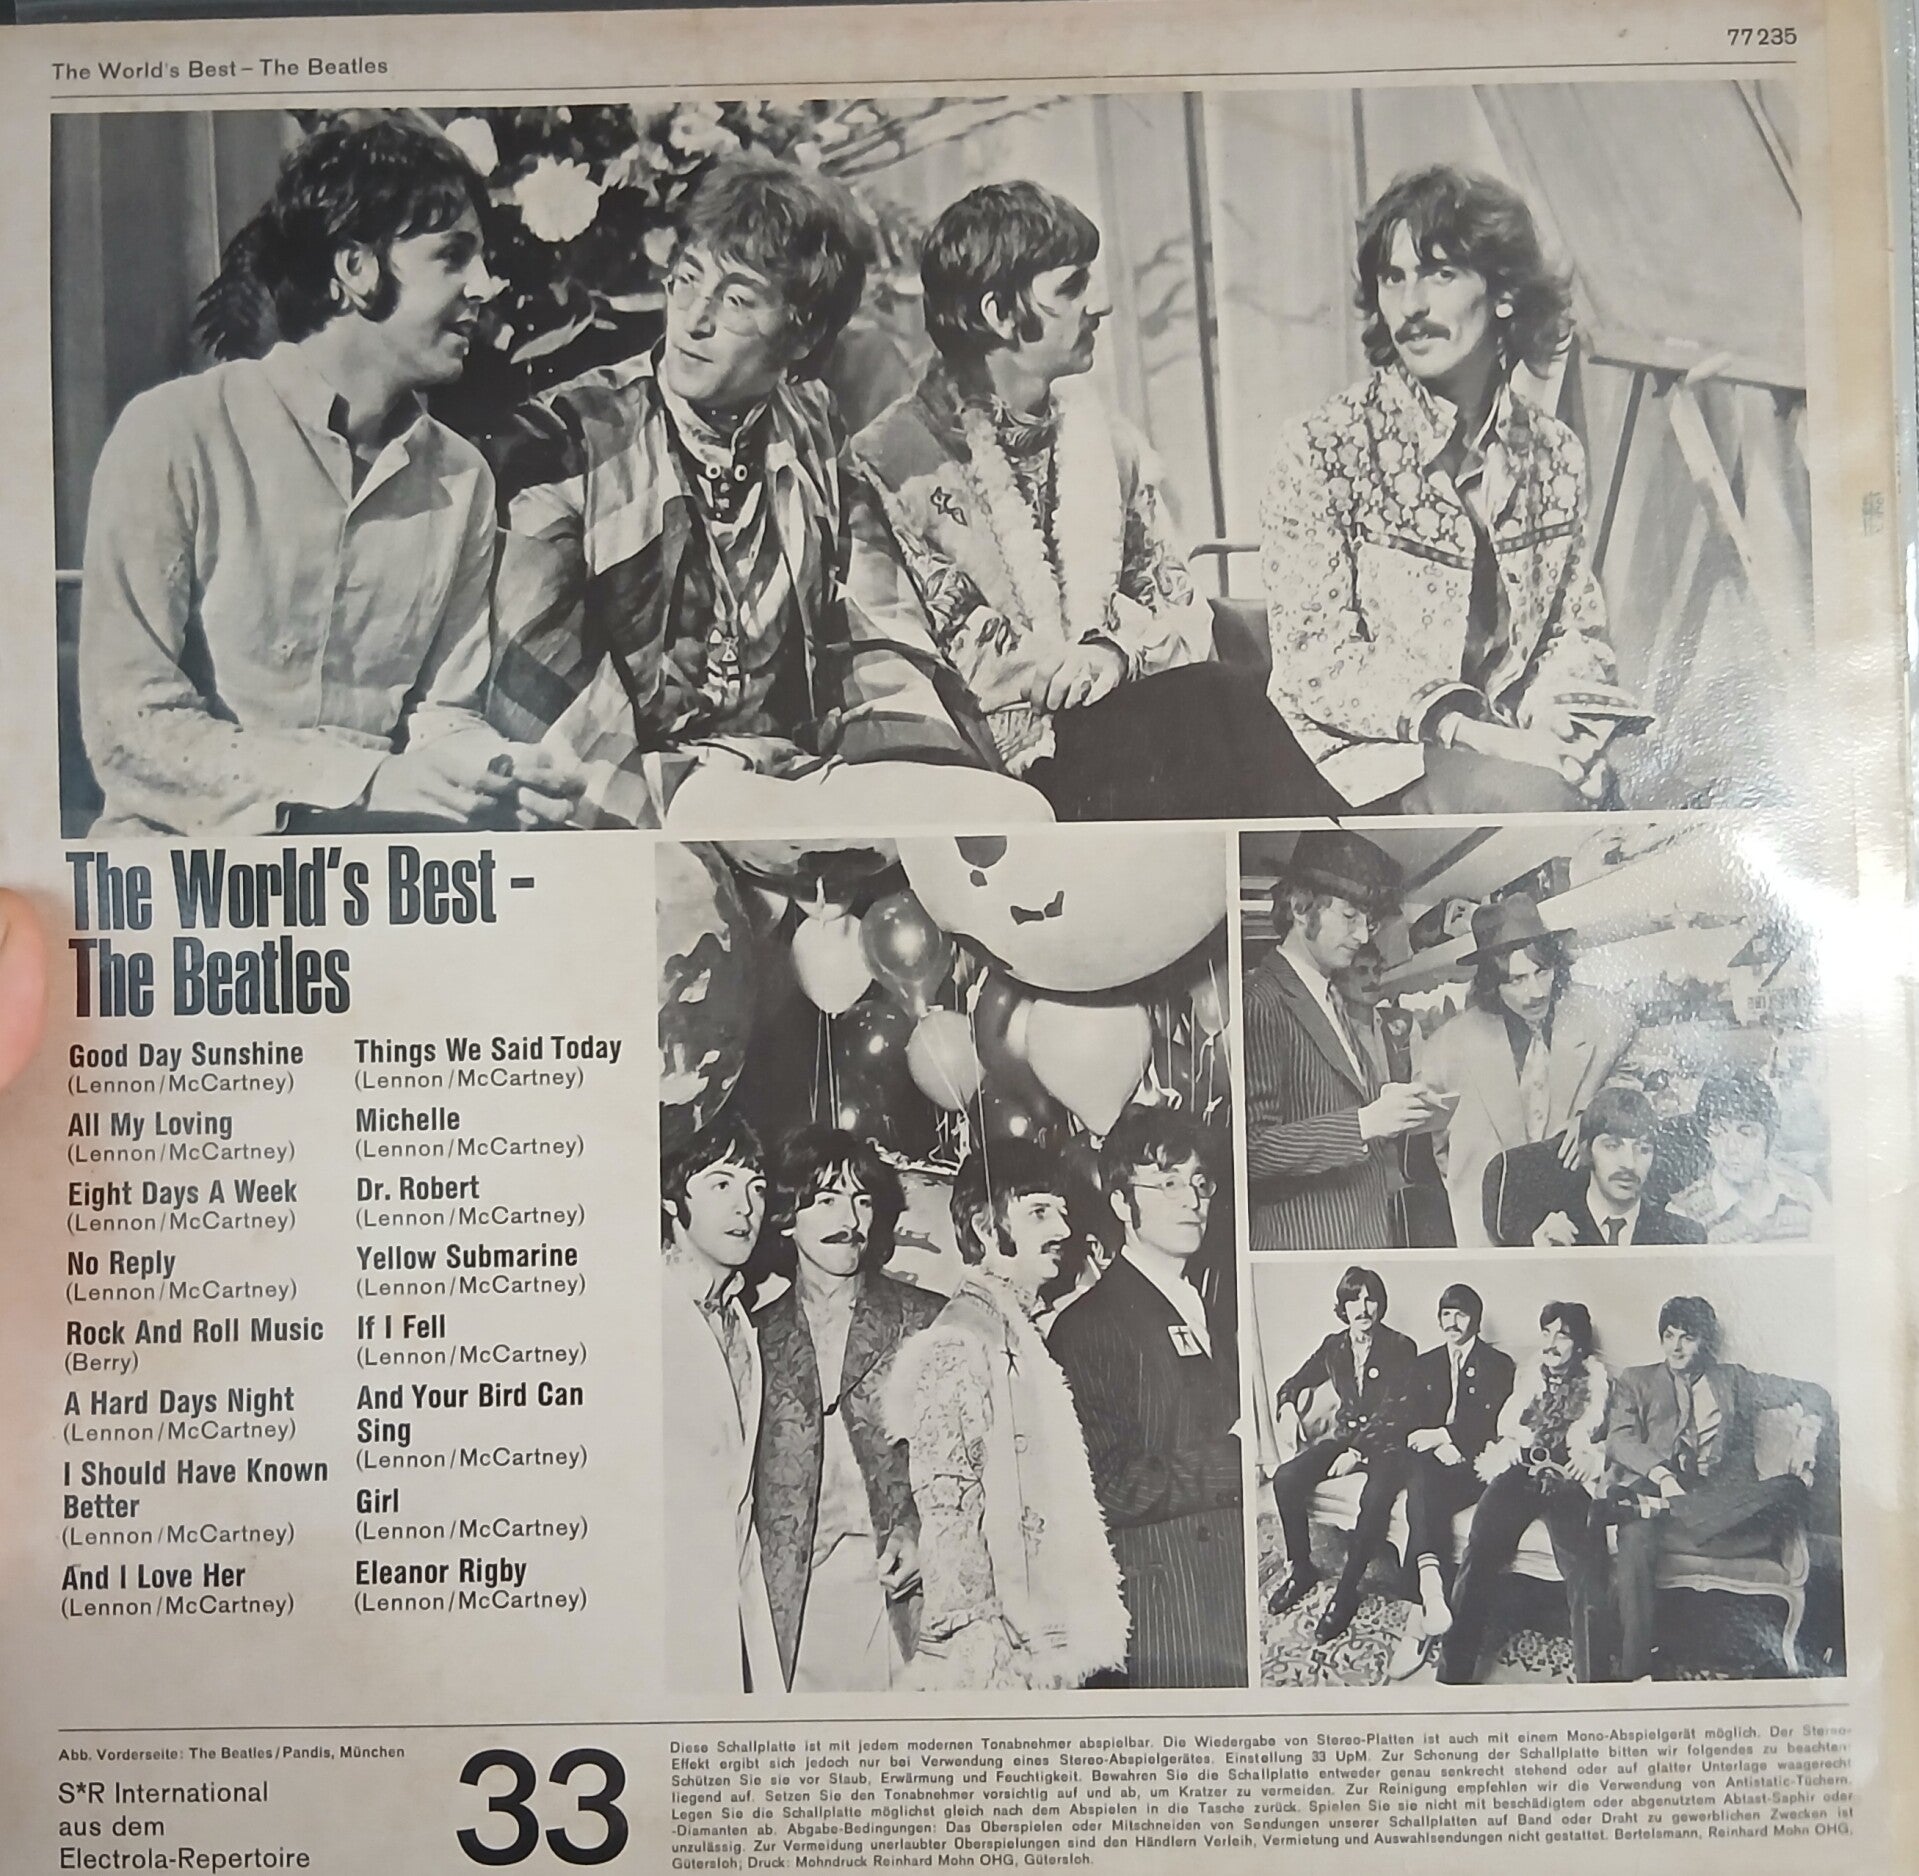 The World's Best – The Beatles
77235
The World's Best –
The Beatles
Good Day Sunshine
(Lennon/McCartney)
All My Loving
(Lennon/McCartney)
Eight Days A Week
(Lennon/McCartney)
No Reply
(Lennon/McCartney)
Rock And Roll Music
(Berry)
A Hard Days Night
(Lennon/McCartney)
I Should Have Known
Better
(Lennon/McCartney)
And I Love Her
(Lennon/McCartney)
Things We Said Today
(Lennon/McCartney)
Michelle
(Lennon/McCartney)
Dr. Robert
(Lennon/McCartney)
Yellow Submarine
(Lennon/McCartney)
If I Fell
(Lennon/McCartney)
And Your Bird Can
Sing
(Lennon/McCartney)
Girl
(Lennon/McCartney)
Eleanor Rigby
(Lennon/McCartney)
Abb. Vorderseite: The Beatles/Pandis, München
S*R International
aus dem
Electrola-Repertoire
33
Diese Schallplatte ist mit jedem modernen Tonabnehmer abspielbar. Die Wiedergabe von Stereo-Platten ist auch mit einem Mono-Abspielgerät möglich. Der Stereo-
Effekt ergibt sich jedoch nur bei Verwendung eines Stereo-Abspielgerätes. Einstellung 33 UpM. Zur Schonung der Schallplatte bitten wir folgendes zu beachten:
Schützen Sie sie vor Staub, Erwärmung und Feuchtigkeit. Bewahren Sie die Schallplatte entweder genau senkrecht stehend oder auf glatter Unterlage waagerecht
liegend auf. Setzen Sie den Tonabnehmer vorsichtig auf und ab, um Kratzer zu vermeiden. Zur Reinigung empfehlen wir die Verwendung von Antistatic-Tüchern.
Legen Sie die Schallplatte möglichst gleich nach dem Abspielen in die Tasche zurück. Spielen Sie sie nicht mit beschädigtem oder abgenutztem Abtast-Saphir oder
-Diamanten ab. Abgabe-Bedingungen: Das Überspielen oder Mitschneiden von Sendungen unserer Schallplatten auf Band oder Draht zu gewerblichen Zwecken ist
unzulässig. Zur Vermeidung unerlaubter Überspielungen sind den Händlern Verleih, Vermietung und Auswahlsendungen nicht gestattet. Bertelsmann, Reinhard Mohn OHG,
Gütersloh; Druck: Mohndruck Reinhard Mohn OHG, Gütersloh.